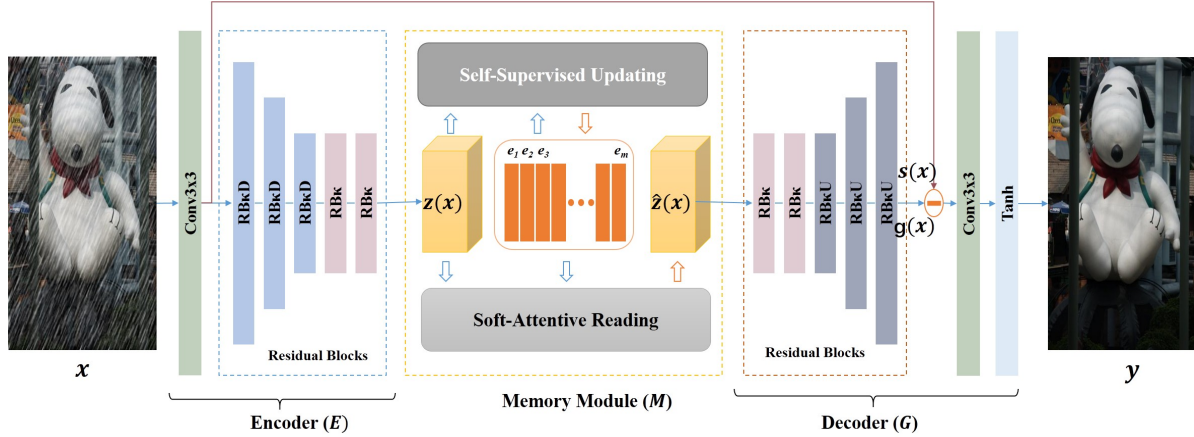 x
Conv3x3
RBκD
RBκD
RBκD
RBκ
RBκ
Residual Blocks
Encoder (E)
Self-Supervised Updating
z(x)
e1 e2 e3 em
ẑ(x)
Soft-Attentive Reading
Memory Module (M)
RBκ
RBκ
RBκU
RBκU
RBκU
Residual Blocks
s(x)
g(x)
Conv3x3
Tanh
Decoder (G)
y